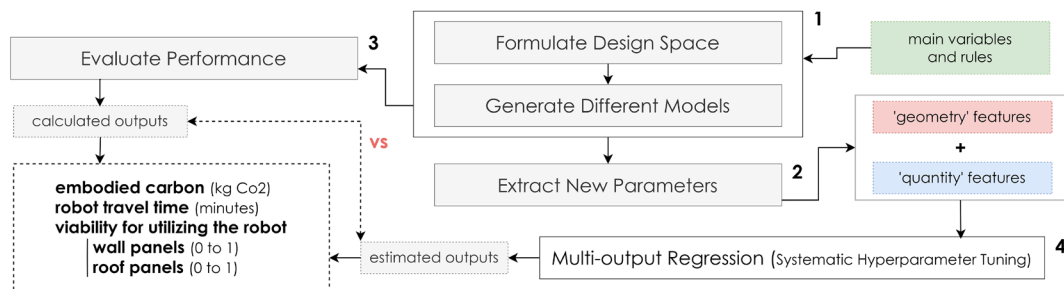 1
Formulate Design Space
Generate Different Models
main variables
and rules
3
Evaluate Performance
calculated outputs
vs
2
Extract New Parameters
'geometry' features
+
'quantity' features
embodied carbon (kg Co2)
robot travel time (minutes)
viability for utilizing the robot
wall panels (0 to 1)
roof panels (0 to 1)
estimated outputs
Multi-output Regression (Systematic Hyperparameter Tuning)
4